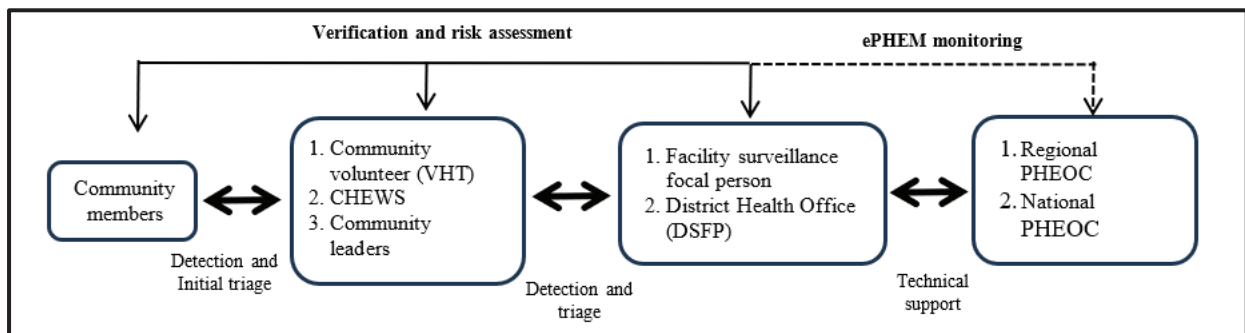 Verification and risk assessment
ePHEM monitoring
Community
members
1. Community
volunteer (VHT)
2. CHEWS
3. Community
leaders
1. Facility surveillance
focal person
2. District Health Office
(DSFP)
1. Regional
PHEOC
2. National
PHEOC
Detection and
Initial triage
Detection and
triage
Technical
support